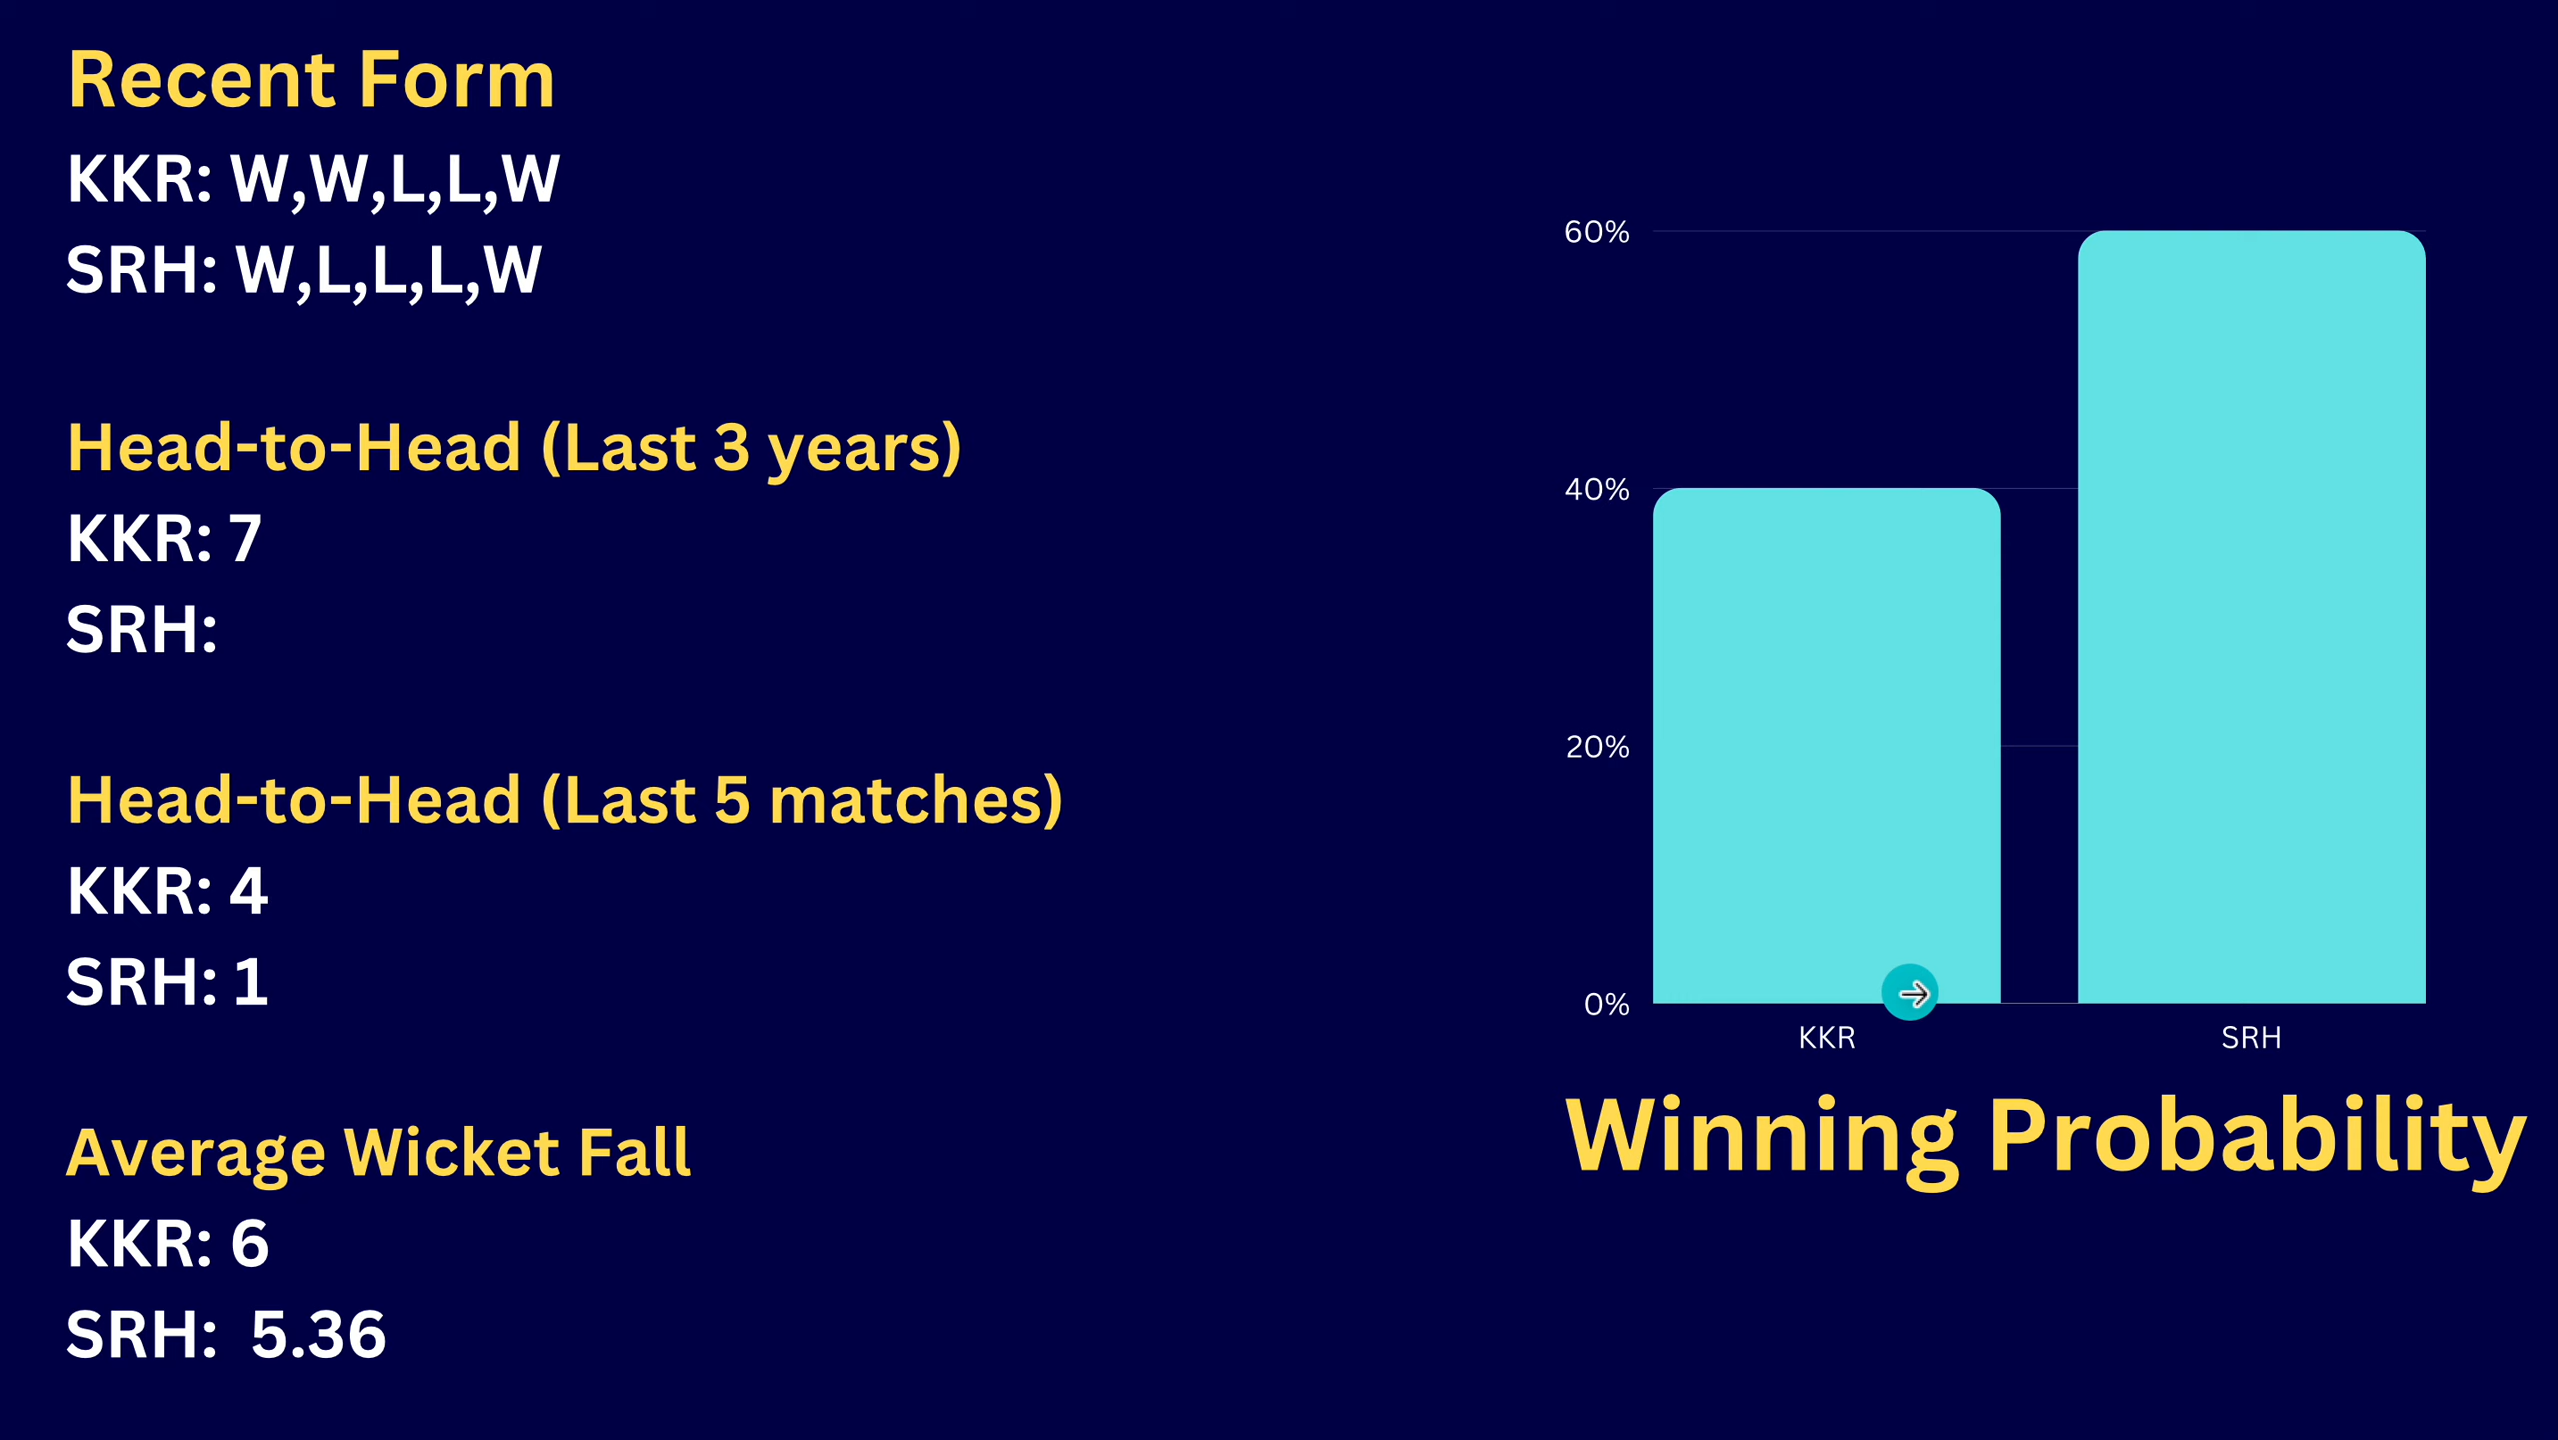 Recent Form
KKR: W,W,L,L,W
SRH: W,L,L,L,W
Head-to-Head (Last 3 years)
KKR: 7
SRH:
Head-to-Head (Last 5 matches)
KKR: 4
SRH: 1
Average Wicket Fall
KKR: 6
SRH: 5.36
60%
40%
20%
0%
KKR
SRH
Winning Probability